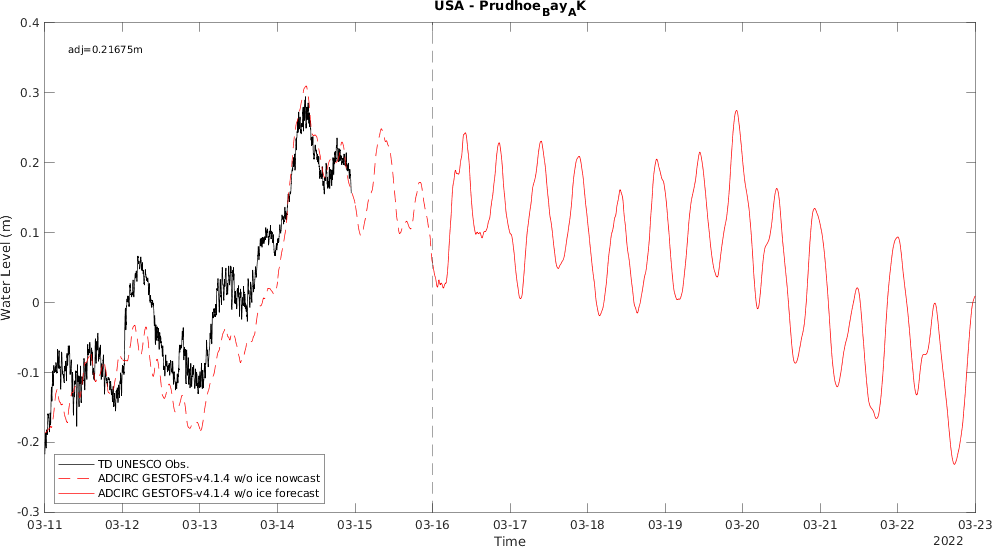 USA - PrudhoeBayAK
adj=0.21675m
0.4
0.3
0.2
0.1
0
-0.1
-0.2
-0.3
Water Level (m)
TD UNESCO Obs.
ADCIRC GESTOFS-v4.1.4 w/o ice nowcast
ADCIRC GESTOFS-v4.1.4 w/o ice forecast
03-11 03-12 03-13 03-14 03-15 03-16 03-17 03-18 03-19 03-20 03-21 03-22 03-23
Time
2022